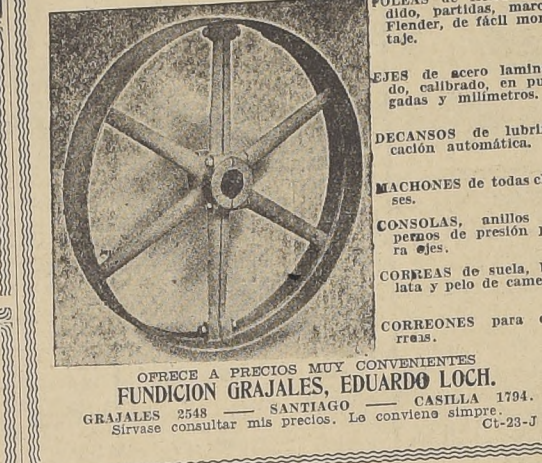 POLEAS de
dido, partidas, marc
Flender, de fácil mon
taje.
EJES de acero lamin
do, calibrado, en pu
gadas y milímetros.
DECANSOS de lubri
cación automática.
MACHONES de todas cl
ses.
CONSOLAS, anillos
pernos de presión p
ra ejes.
CORREAS de suela,
lata y pelo de came
CORREONES para c
rreas.
OFRECE A PRECIOS MUY CONVENIENTES
FUNDICION GRAJALES, EDUARDO LOCH.
GRAJALES 2548 — SANTIAGO — CASILLA 1794.
Sírvase consultar mis precios. Le conviene simpre.
Ct-23-J